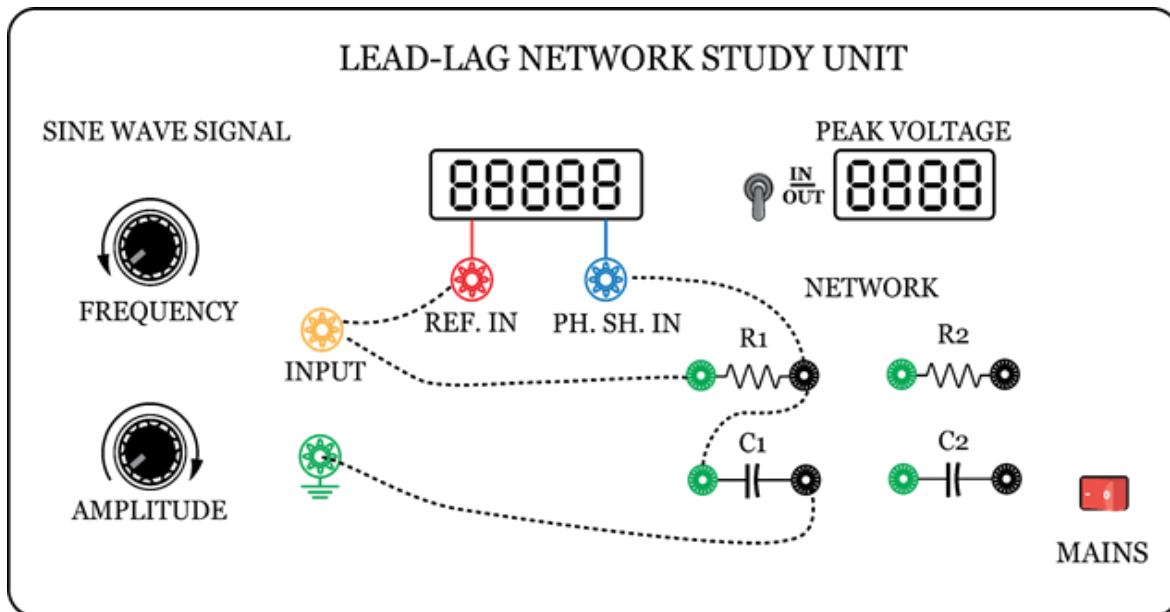 LEAD-LAG NETWORK STUDY UNIT
SINE WAVE SIGNAL
PEAK VOLTAGE
88888
IN
OUT
8888
FREQUENCY
REF. IN
PH. SH. IN
NETWORK
INPUT
R1
R2
C1
C2
AMPLITUDE
MAINS